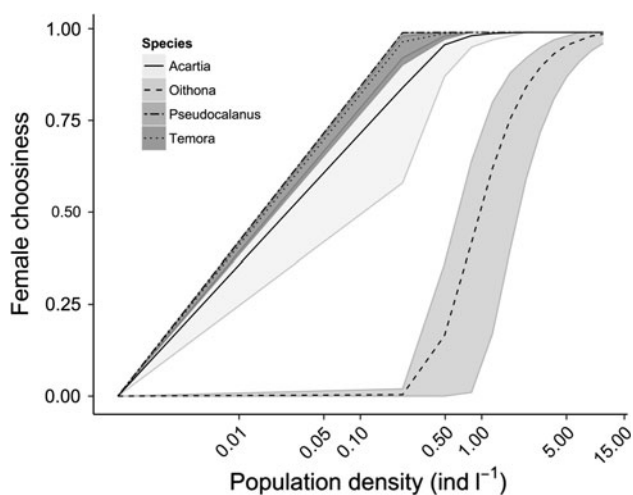 1.00
0.75
0.50
0.25
0.00
Female choosiness
Species
Acartia
Oithona
Pseudocalanus
Temora
0.01 0.05 0.10 0.50 1.00 5.00 15.00
Population density (ind l⁻¹)